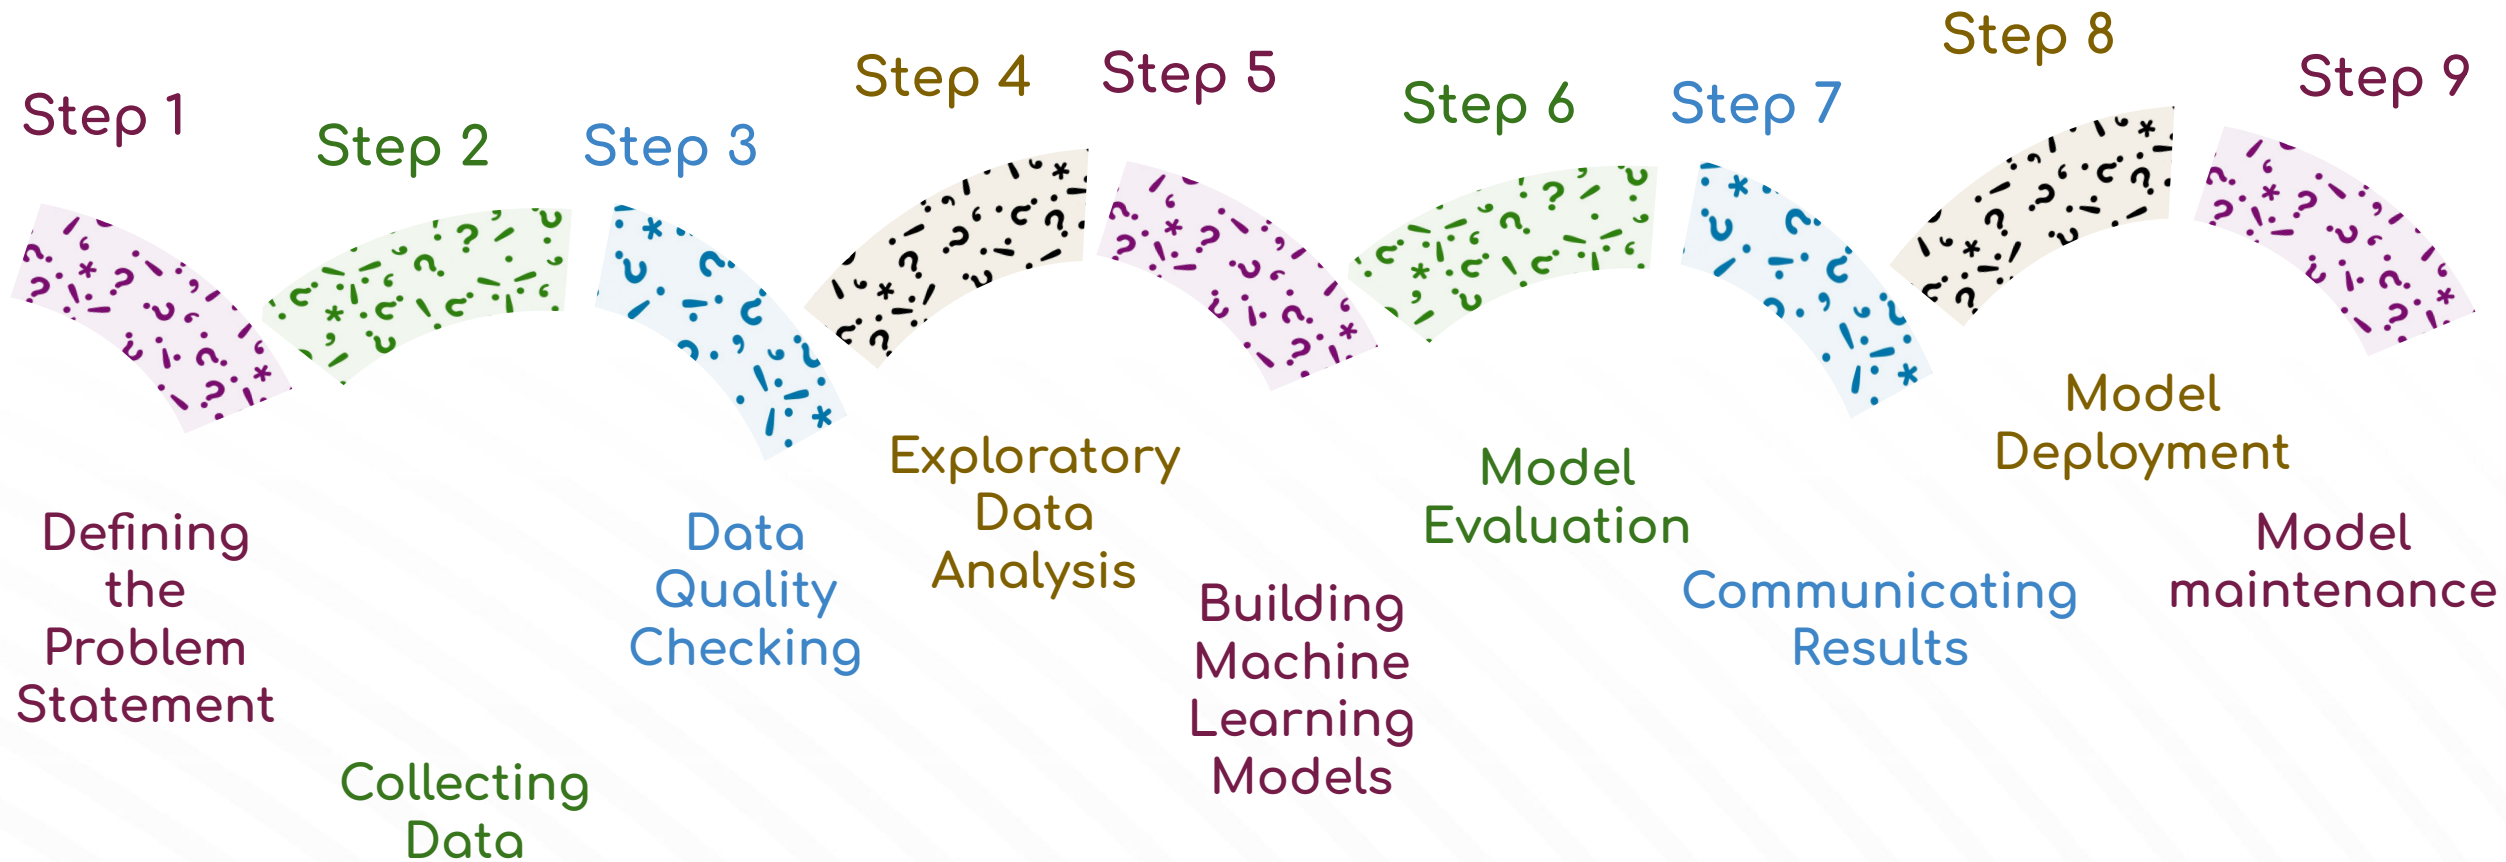 Step 1
Step 2
Step 3
Step 4
Step 5
Step 6
Step 7
Step 8
Step 9
Defining
the
Problem
Statement
Collecting
Data
Data
Quality
Checking
Exploratory
Data
Analysis
Building
Machine
Learning
Models
Model
Evaluation
Communicating
Results
Model
Deployment
Model
maintenance